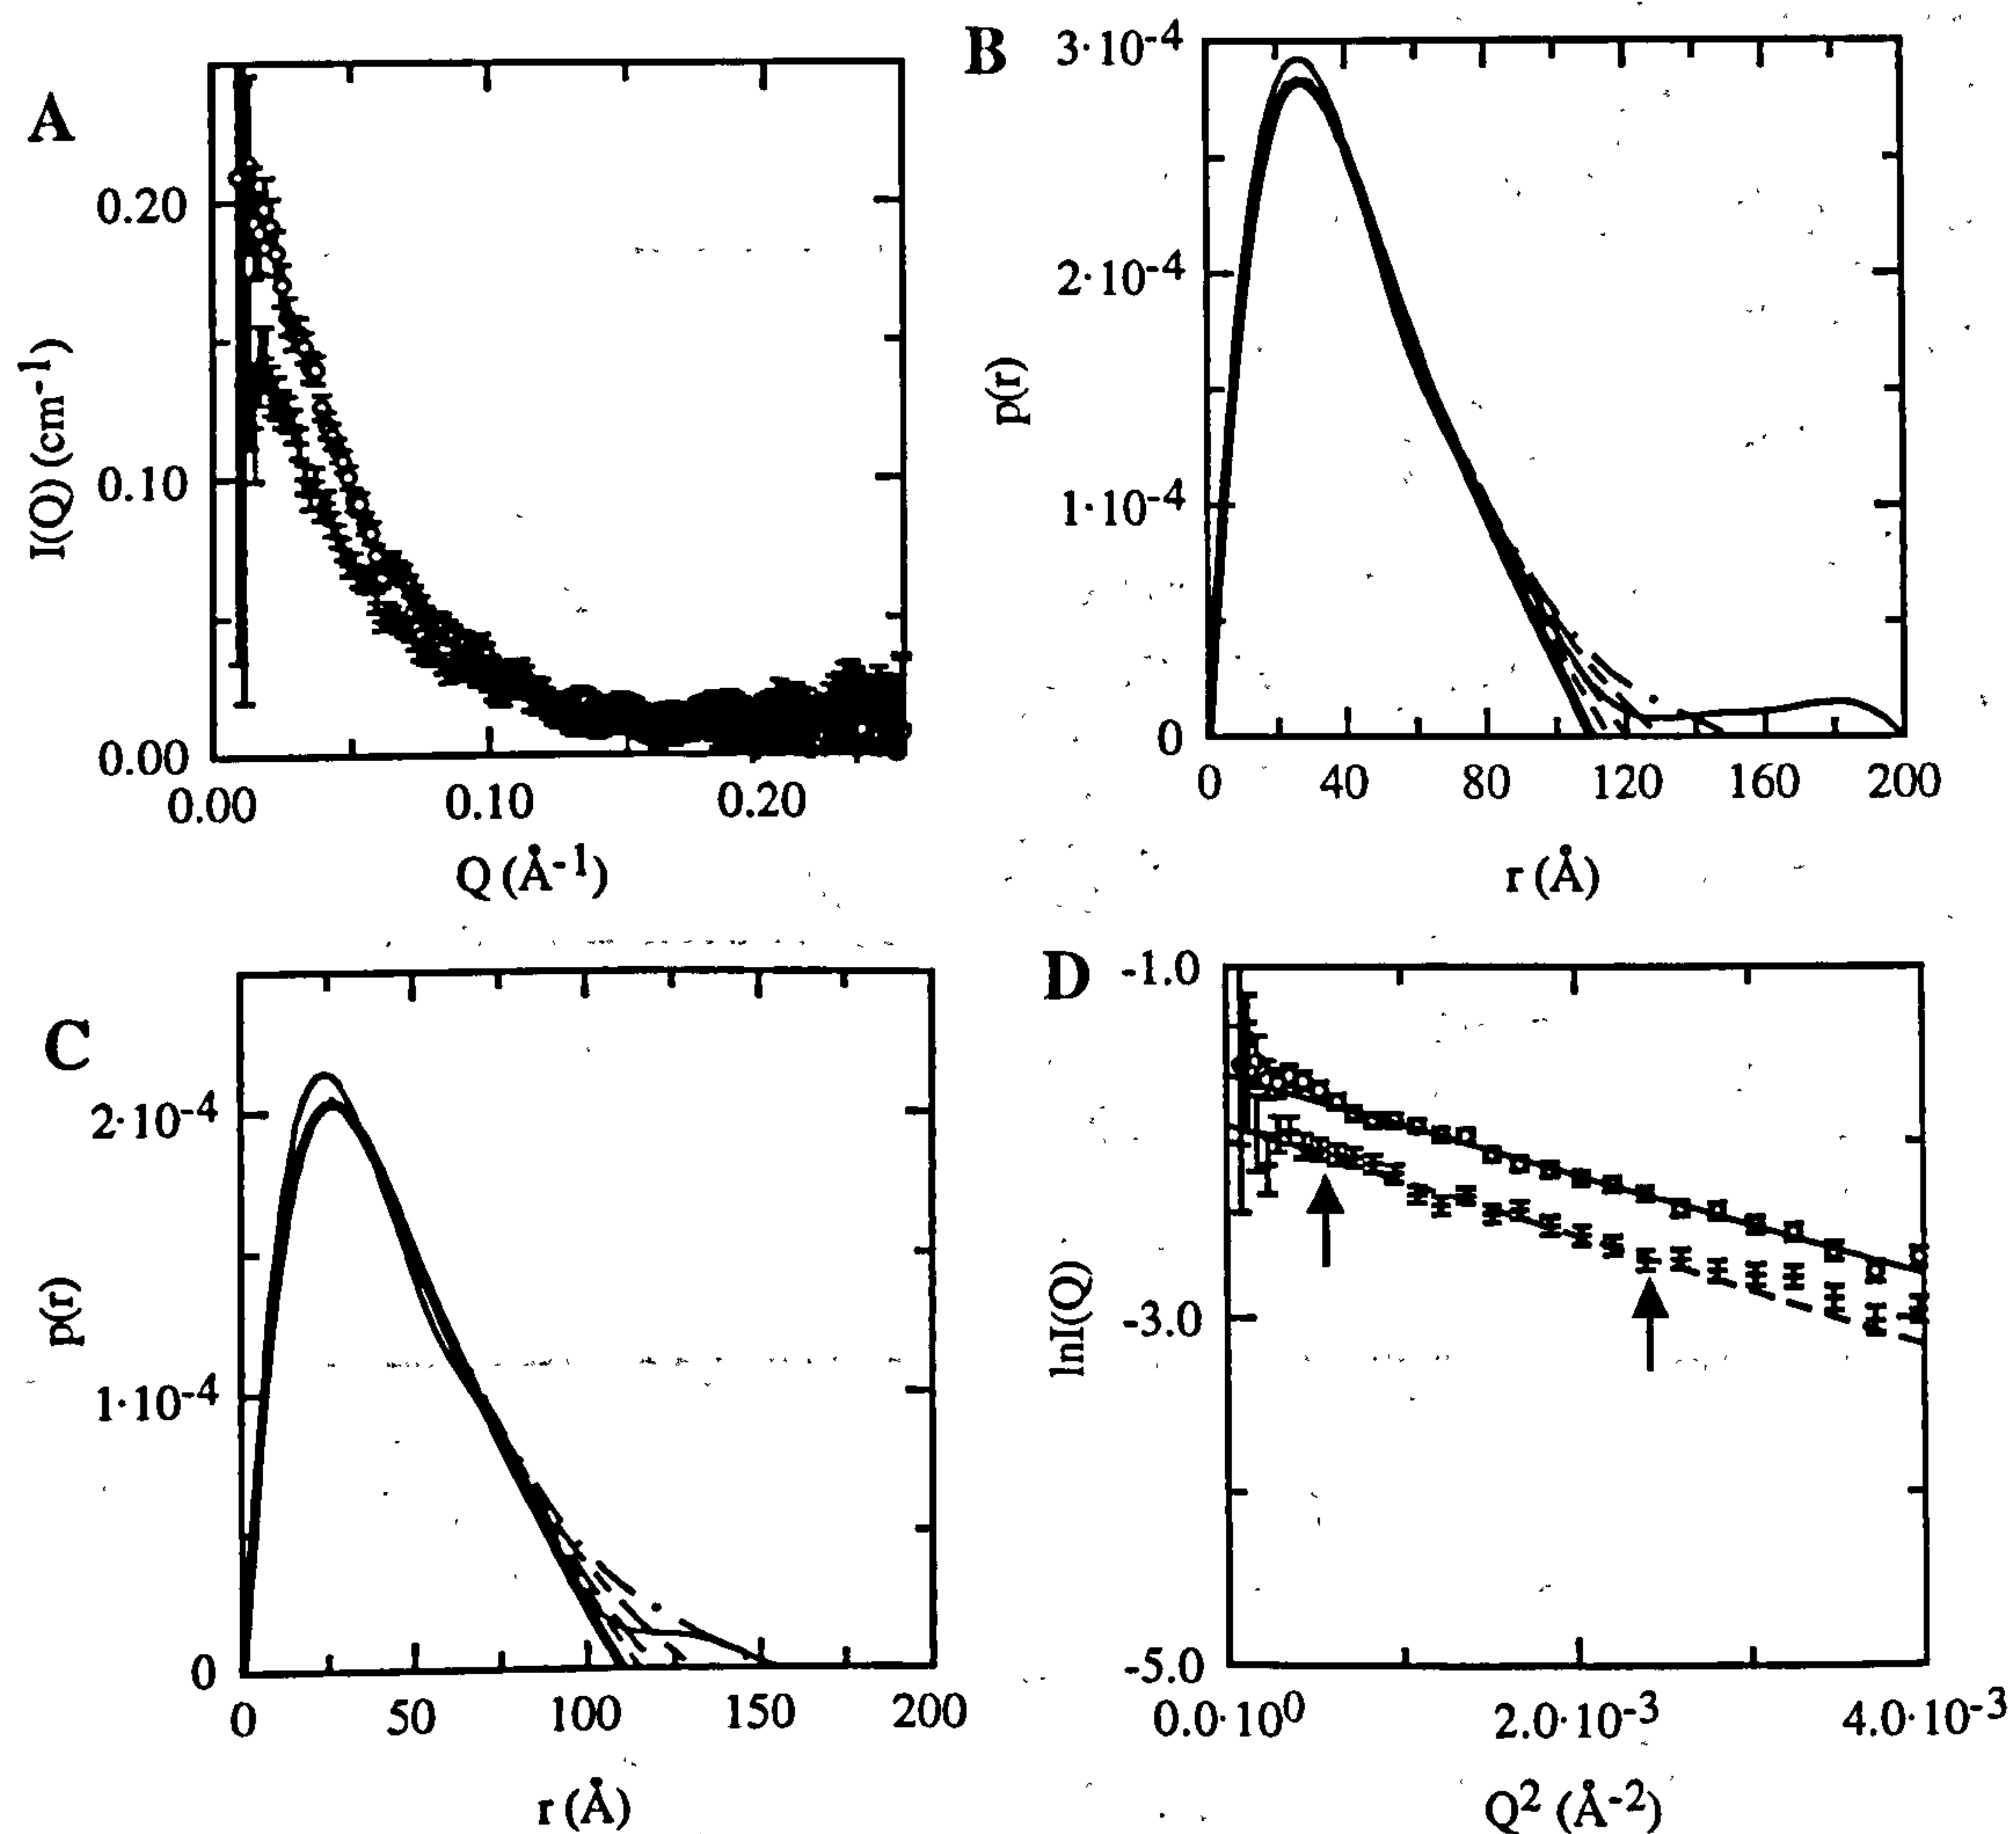 A
I(Q) (cm⁻¹)
0.20
0.10
0.00
0.00 0.10 0.20
Q (Å⁻¹)
B
p(r)
3·10⁻⁴
2·10⁻⁴
1·10⁻⁴
0
0 40 80 120 160 200
r (Å)
C
p(r)
2·10⁻⁴
1·10⁻⁴
0
0 50 100 150 200
r (Å)
D
lnI(Q)
-1.0
-3.0
-5.0
0.0·10⁰ 2.0·10⁻³ 4.0·10⁻³
Q² (Å⁻²)